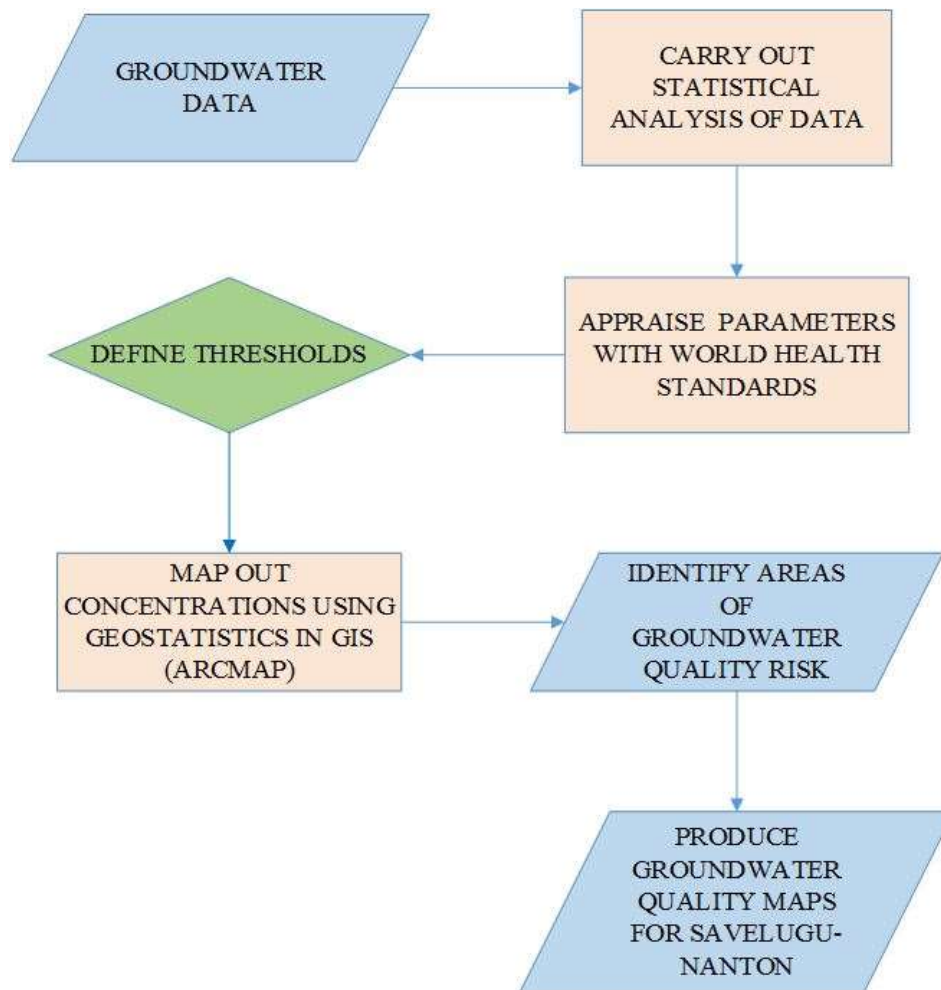 GROUNDWATER
DATA
CARRY OUT
STATISTICAL
ANALYSIS OF DATA
APPRAISE PARAMETERS
WITH WORLD HEALTH
STANDARDS
DEFINE THRESHOLDS
MAP OUT
CONCENTRATIONS USING
GEOSTATISTICS IN GIS
(ARCMAP)
IDENTIFY AREAS
OF
GROUNDWATER
QUALITY RISK
PRODUCE
GROUNDWATER
QUALITY MAPS
FOR SAVELUGU-
NANTON